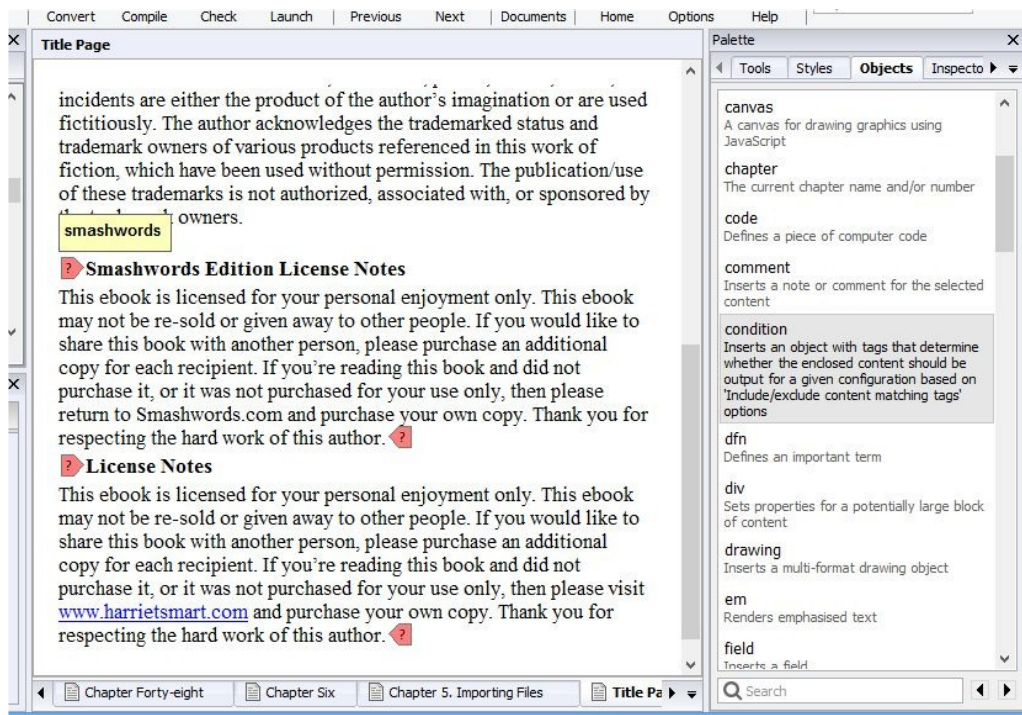 Convert Compile Check Launch Previous Next Documents Home Options Help
Title Page
incidents are either the product of the author's imagination or are used
fictitiously. The author acknowledges the trademarked status and
trademark owners of various products referenced in this work of
fiction, which have been used without permission. The publication/use
of these trademarks is not authorized, associated with, or sponsored by
owners.
smashwords
? Smashwords Edition License Notes
This ebook is licensed for your personal enjoyment only. This ebook
may not be re-sold or given away to other people. If you would like to
share this book with another person, please purchase an additional
copy for each recipient. If you're reading this book and did not
purchase it, or it was not purchased for your use only, then please
return to Smashwords.com and purchase your own copy. Thank you for
respecting the hard work of this author. ?
? License Notes
This ebook is licensed for your personal enjoyment only. This ebook
may not be re-sold or given away to other people. If you would like to
share this book with another person, please purchase an additional
copy for each recipient. If you're reading this book and did not
purchase it, or it was not purchased for your use only, then please visit
www.harrietsmart.com and purchase your own copy. Thank you for
respecting the hard work of this author. ?
Chapter Forty-eight Chapter Six Chapter 5. Importing Files Title Pa
Palette
Tools Styles Objects Inspecto
canvas
A canvas for drawing graphics using
JavaScript
chapter
The current chapter name and/or number
code
Defines a piece of computer code
comment
Inserts a note or comment for the selected
content
condition
Inserts an object with tags that determine
whether the enclosed content should be
output for a given configuration based on
'Include/exclude content matching tags'
options
dfn
Defines an important term
div
Sets properties for a potentially large block
of content
drawing
Inserts a multi-format drawing object
em
Renders emphasised text
field
Inserts a field
Search